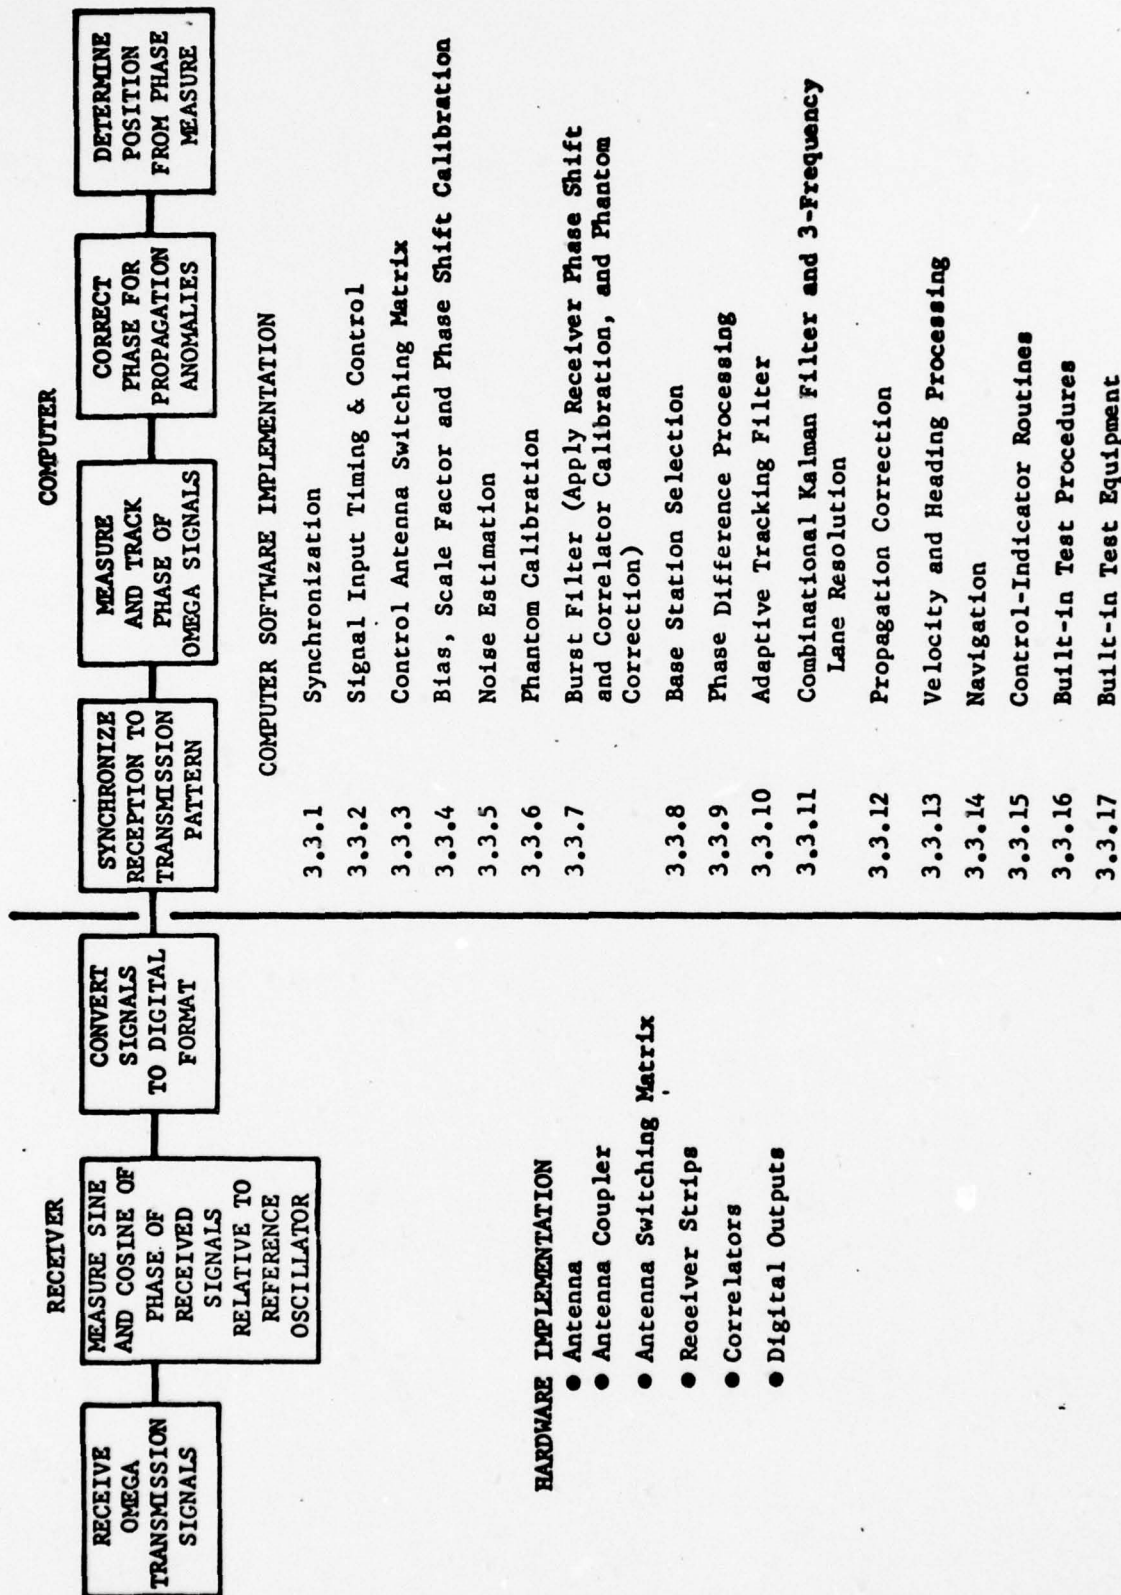 RECEIVER
COMPUTER
RECEIVE
OMEGA
TRANSMISSION
SIGNALS
MEASURE SINE
AND COSINE OF
PHASE OF
RECEIVED
SIGNALS
RELATIVE TO
REFERENCE
OSCILLATOR
CONVERT
SIGNALS
TO DIGITAL
FORMAT
SYNCHRONIZE
RECEPTION TO
TRANSMISSION
PATTERN
MEASURE
AND TRACK
PHASE OF
OMEGA SIGNALS
CORRECT
PHASE FOR
PROPAGATION
ANOMALIES
DETERMINE
POSITION
FROM PHASE
MEASURE
HARDWARE IMPLEMENTATION
● Antenna
● Antenna Coupler
● Antenna Switching Matrix
● Receiver Strips
● Correlators
● Digital Outputs
COMPUTER SOFTWARE IMPLEMENTATION
3.3.1 Synchronization
3.3.2 Signal Input Timing & Control
3.3.3 Control Antenna Switching Matrix
3.3.4 Bias, Scale Factor and Phase Shift Calibration
3.3.5 Noise Estimation
3.3.6 Phantom Calibration
3.3.7 Burst Filter (Apply Receiver Phase Shift
and Correlator Calibration, and Phantom
Correction)
3.3.8 Base Station Selection
3.3.9 Phase Difference Processing
3.3.10 Adaptive Tracking Filter
3.3.11 Combinational Kalman Filter and 3-Frequency
Lane Resolution
3.3.12 Propagation Correction
3.3.13 Velocity and Heading Processing
3.3.14 Navigation
3.3.15 Control-Indicator Routines
3.3.16 Built-in Test Procedures
3.3.17 Built-in Test Equipment